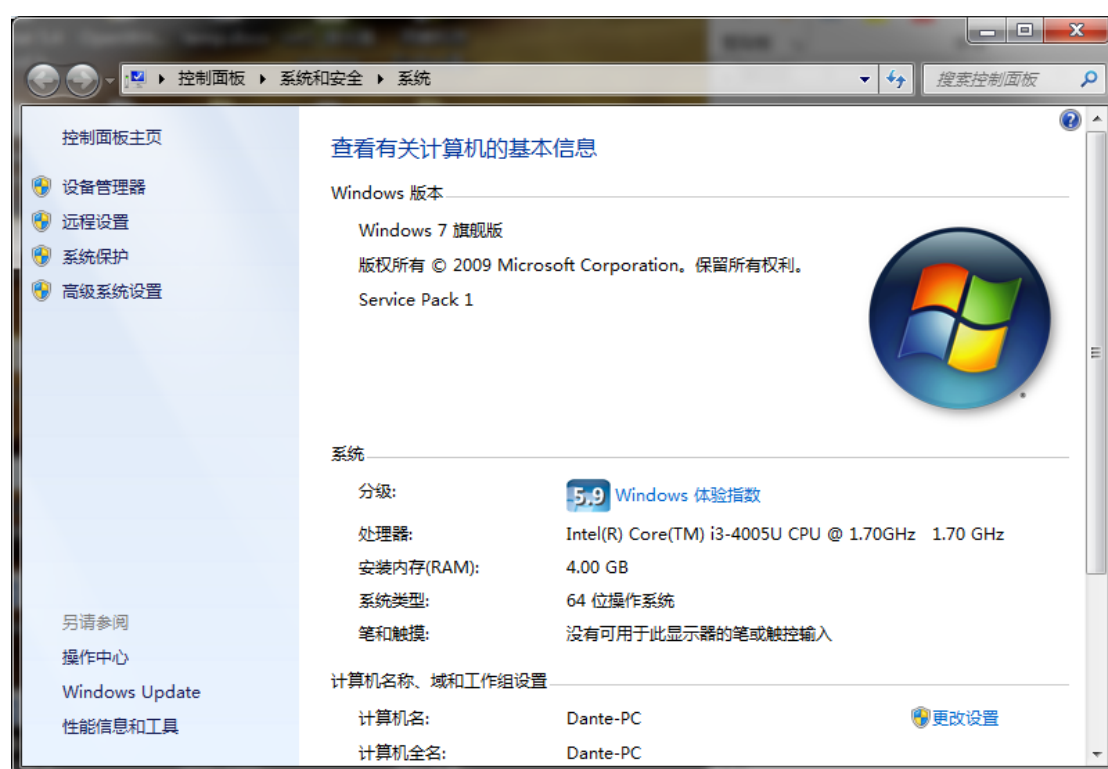 控制面板 ▸ 系统和安全 ▸ 系统
搜索控制面板
控制面板主页
设备管理器
远程设置
系统保护
高级系统设置
另请参阅
操作中心
Windows Update
性能信息和工具
查看有关计算机的基本信息
Windows 版本
Windows 7 旗舰版
版权所有 © 2009 Microsoft Corporation。保留所有权利。
Service Pack 1
系统
分级: 5.9 Windows 体验指数
处理器: Intel(R) Core(TM) i3-4005U CPU @ 1.70GHz 1.70 GHz
安装内存(RAM): 4.00 GB
系统类型: 64 位操作系统
笔和触摸: 没有可用于此显示器的笔或触控输入
计算机名称、域和工作组设置
计算机名: Dante-PC 更改设置
计算机全名: Dante-PC